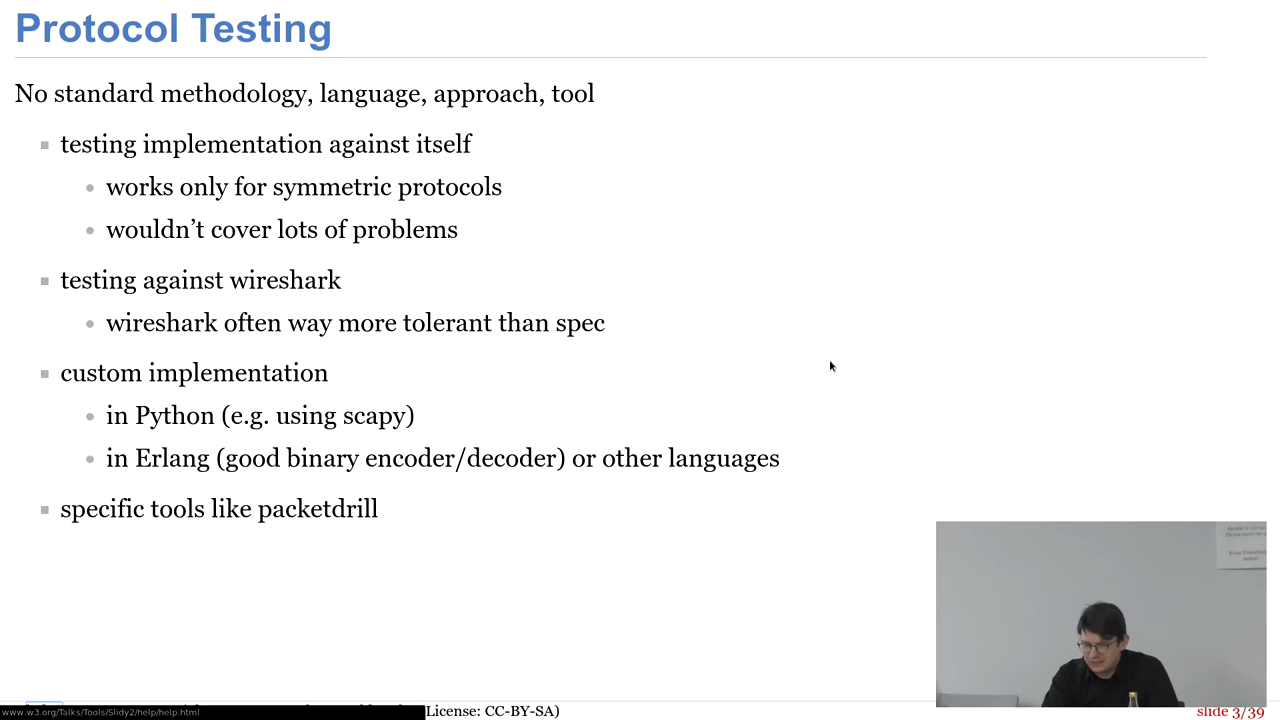 Protocol Testing
No standard methodology, language, approach, tool
testing implementation against itself
works only for symmetric protocols
wouldn’t cover lots of problems
testing against wireshark
wireshark often way more tolerant than spec
custom implementation
in Python (e.g. using scapy)
in Erlang (good binary encoder/decoder) or other languages
specific tools like packetdrill
www.w3.org/Talks/Tools/Slidy2/help/help.html
License: CC-BY-SA)
slide 3/39